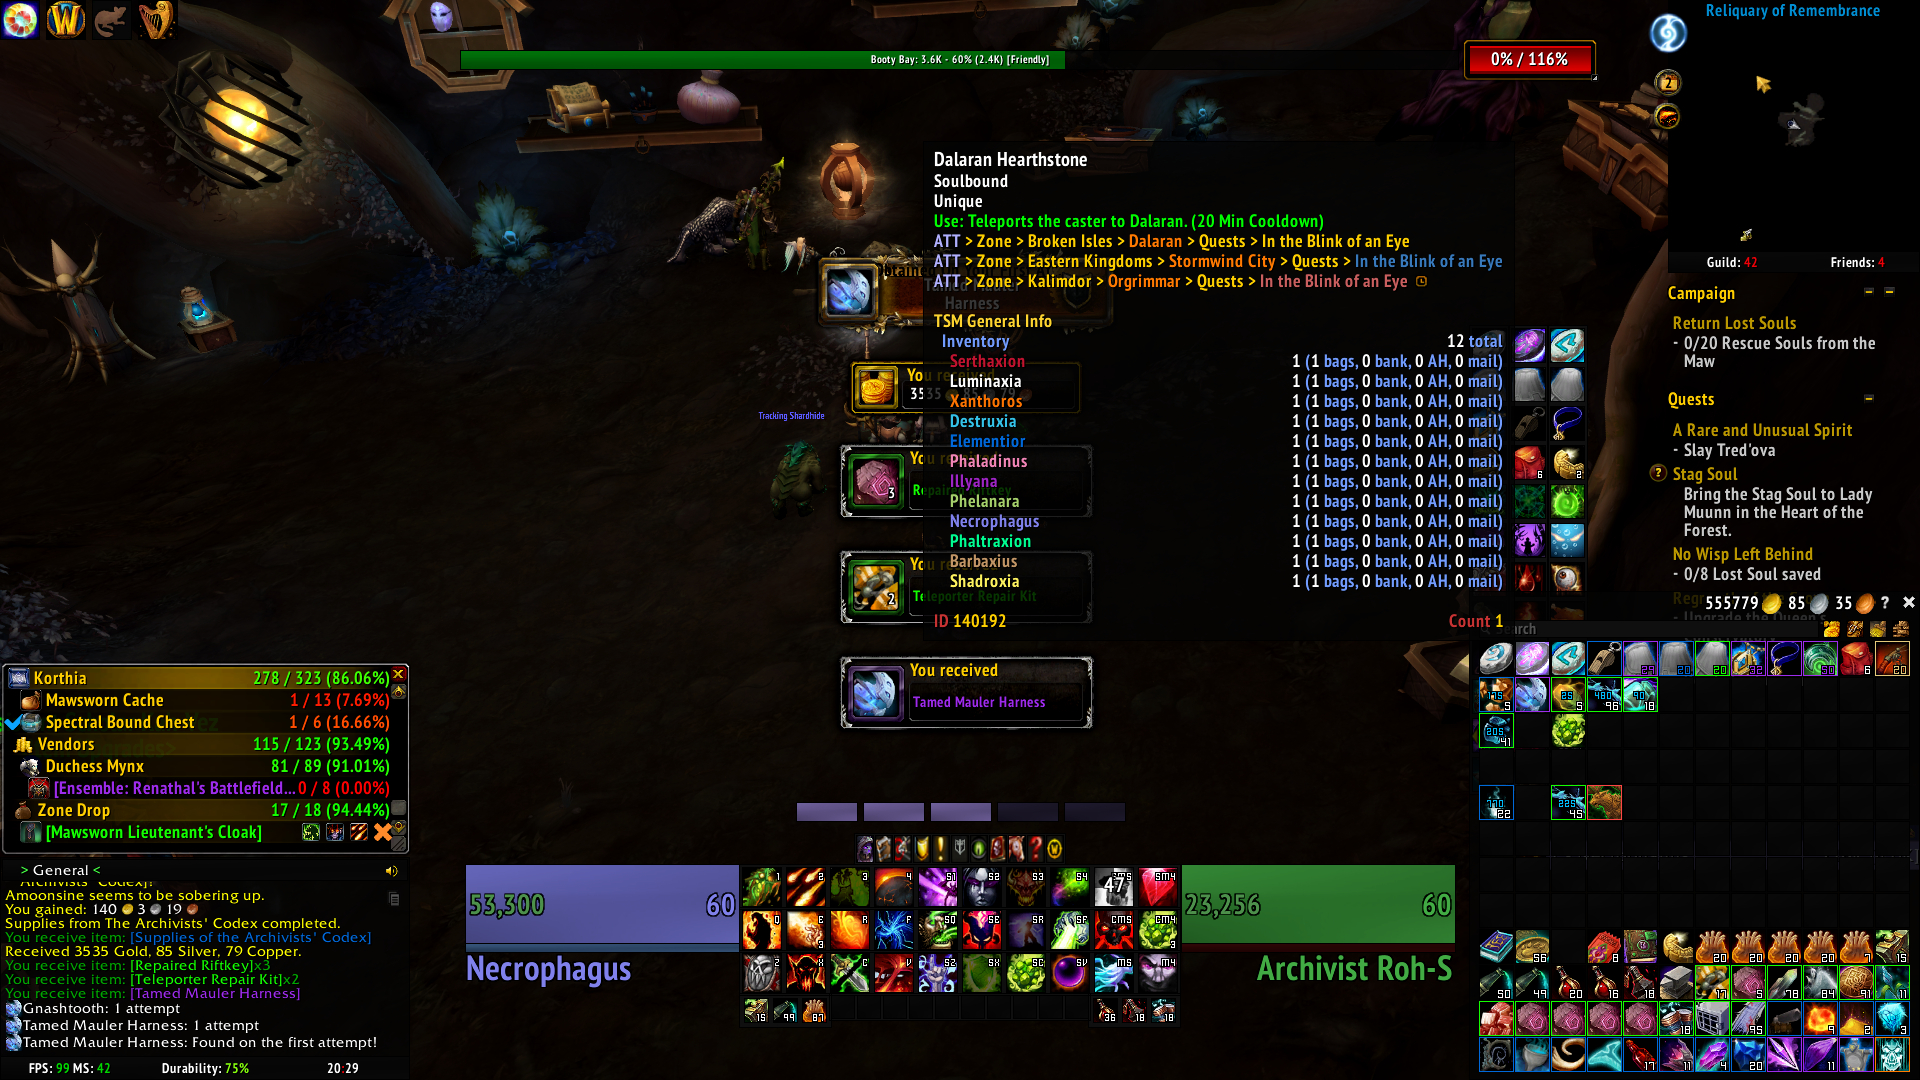 Booty Bay: 3.6K - 60% (2.4K) [Friendly]
0% / 116%
Reliquary of Remembrance
2
Guild: 42
Friends: 4
Dalaran Hearthstone
Soulbound
Unique
Use: Teleports the caster to Dalaran. (20 Min Cooldown)
ATT > Zone > Broken Isles > Dalaran > Quests > In the Blink of an Eye
ATT > Zone > Eastern Kingdoms > Stormwind City > Quests > In the Blink of an Eye
ATT > Zone > Kalimdor > Orgrimmar > Quests > In the Blink of an Eye
TSM General Info
Inventory 12 total
Serthaxion 1 (1 bags, 0 bank, 0 AH, 0 mail)
Luminaxia 1 (1 bags, 0 bank, 0 AH, 0 mail)
Xanthoros 1 (1 bags, 0 bank, 0 AH, 0 mail)
Destruxia 1 (1 bags, 0 bank, 0 AH, 0 mail)
Elementior 1 (1 bags, 0 bank, 0 AH, 0 mail)
Phaladinus 1 (1 bags, 0 bank, 0 AH, 0 mail)
Illyana 1 (1 bags, 0 bank, 0 AH, 0 mail)
Phelanara 1 (1 bags, 0 bank, 0 AH, 0 mail)
Necrophagus 1 (1 bags, 0 bank, 0 AH, 0 mail)
Phaltraxion 1 (1 bags, 0 bank, 0 AH, 0 mail)
Barbaxius 1 (1 bags, 0 bank, 0 AH, 0 mail)
Shadroxia 1 (1 bags, 0 bank, 0 AH, 0 mail)
ID 140192 Count 1
Harness
Repaired Riftkey
3
Teleporter Repair Kit
2
You received
Tamed Mauler Harness
Tracking Shardhide
Campaign
Return Lost Souls
- 0/20 Rescue Souls from the
Maw
Quests
A Rare and Unusual Spirit
- Slay Tred'ova
Stag Soul
Bring the Stag Soul to Lady
Muunn in the Heart of the
Forest.
No Wisp Left Behind
- 0/8 Lost Soul saved
555779 85 35 ?
Korthia 278 / 323 (86.06%)
Mawsworn Cache 1 / 13 (7.69%)
Spectral Bound Chest 1 / 6 (16.66%)
Vendors 115 / 123 (93.49%)
Duchess Mynx 81 / 89 (91.01%)
[Ensemble: Renathal's Battlefield... 0 / 8 (0.00%)
Zone Drop 17 / 18 (94.44%)
[Mawsworn Lieutenant's Cloak]
> General <
Archivists' Codex]!
Amoonsine seems to be sobering up.
You gained: 140 3 19
Supplies from The Archivists' Codex completed.
You receive item: [Supplies of the Archivists' Codex]
Received 3535 Gold, 85 Silver, 79 Copper.
You receive item: [Repaired Riftkey]x3
You receive item: [Teleporter Repair Kit]x2
You receive item: [Tamed Mauler Harness]
Gnashtooth: 1 attempt
Tamed Mauler Harness: 1 attempt
Tamed Mauler Harness: Found on the first attempt!
FPS: 99 MS: 42 Durability: 75% 20:29
53,300 60
Necrophagus
47
23,256 60
Archivist Roh-S